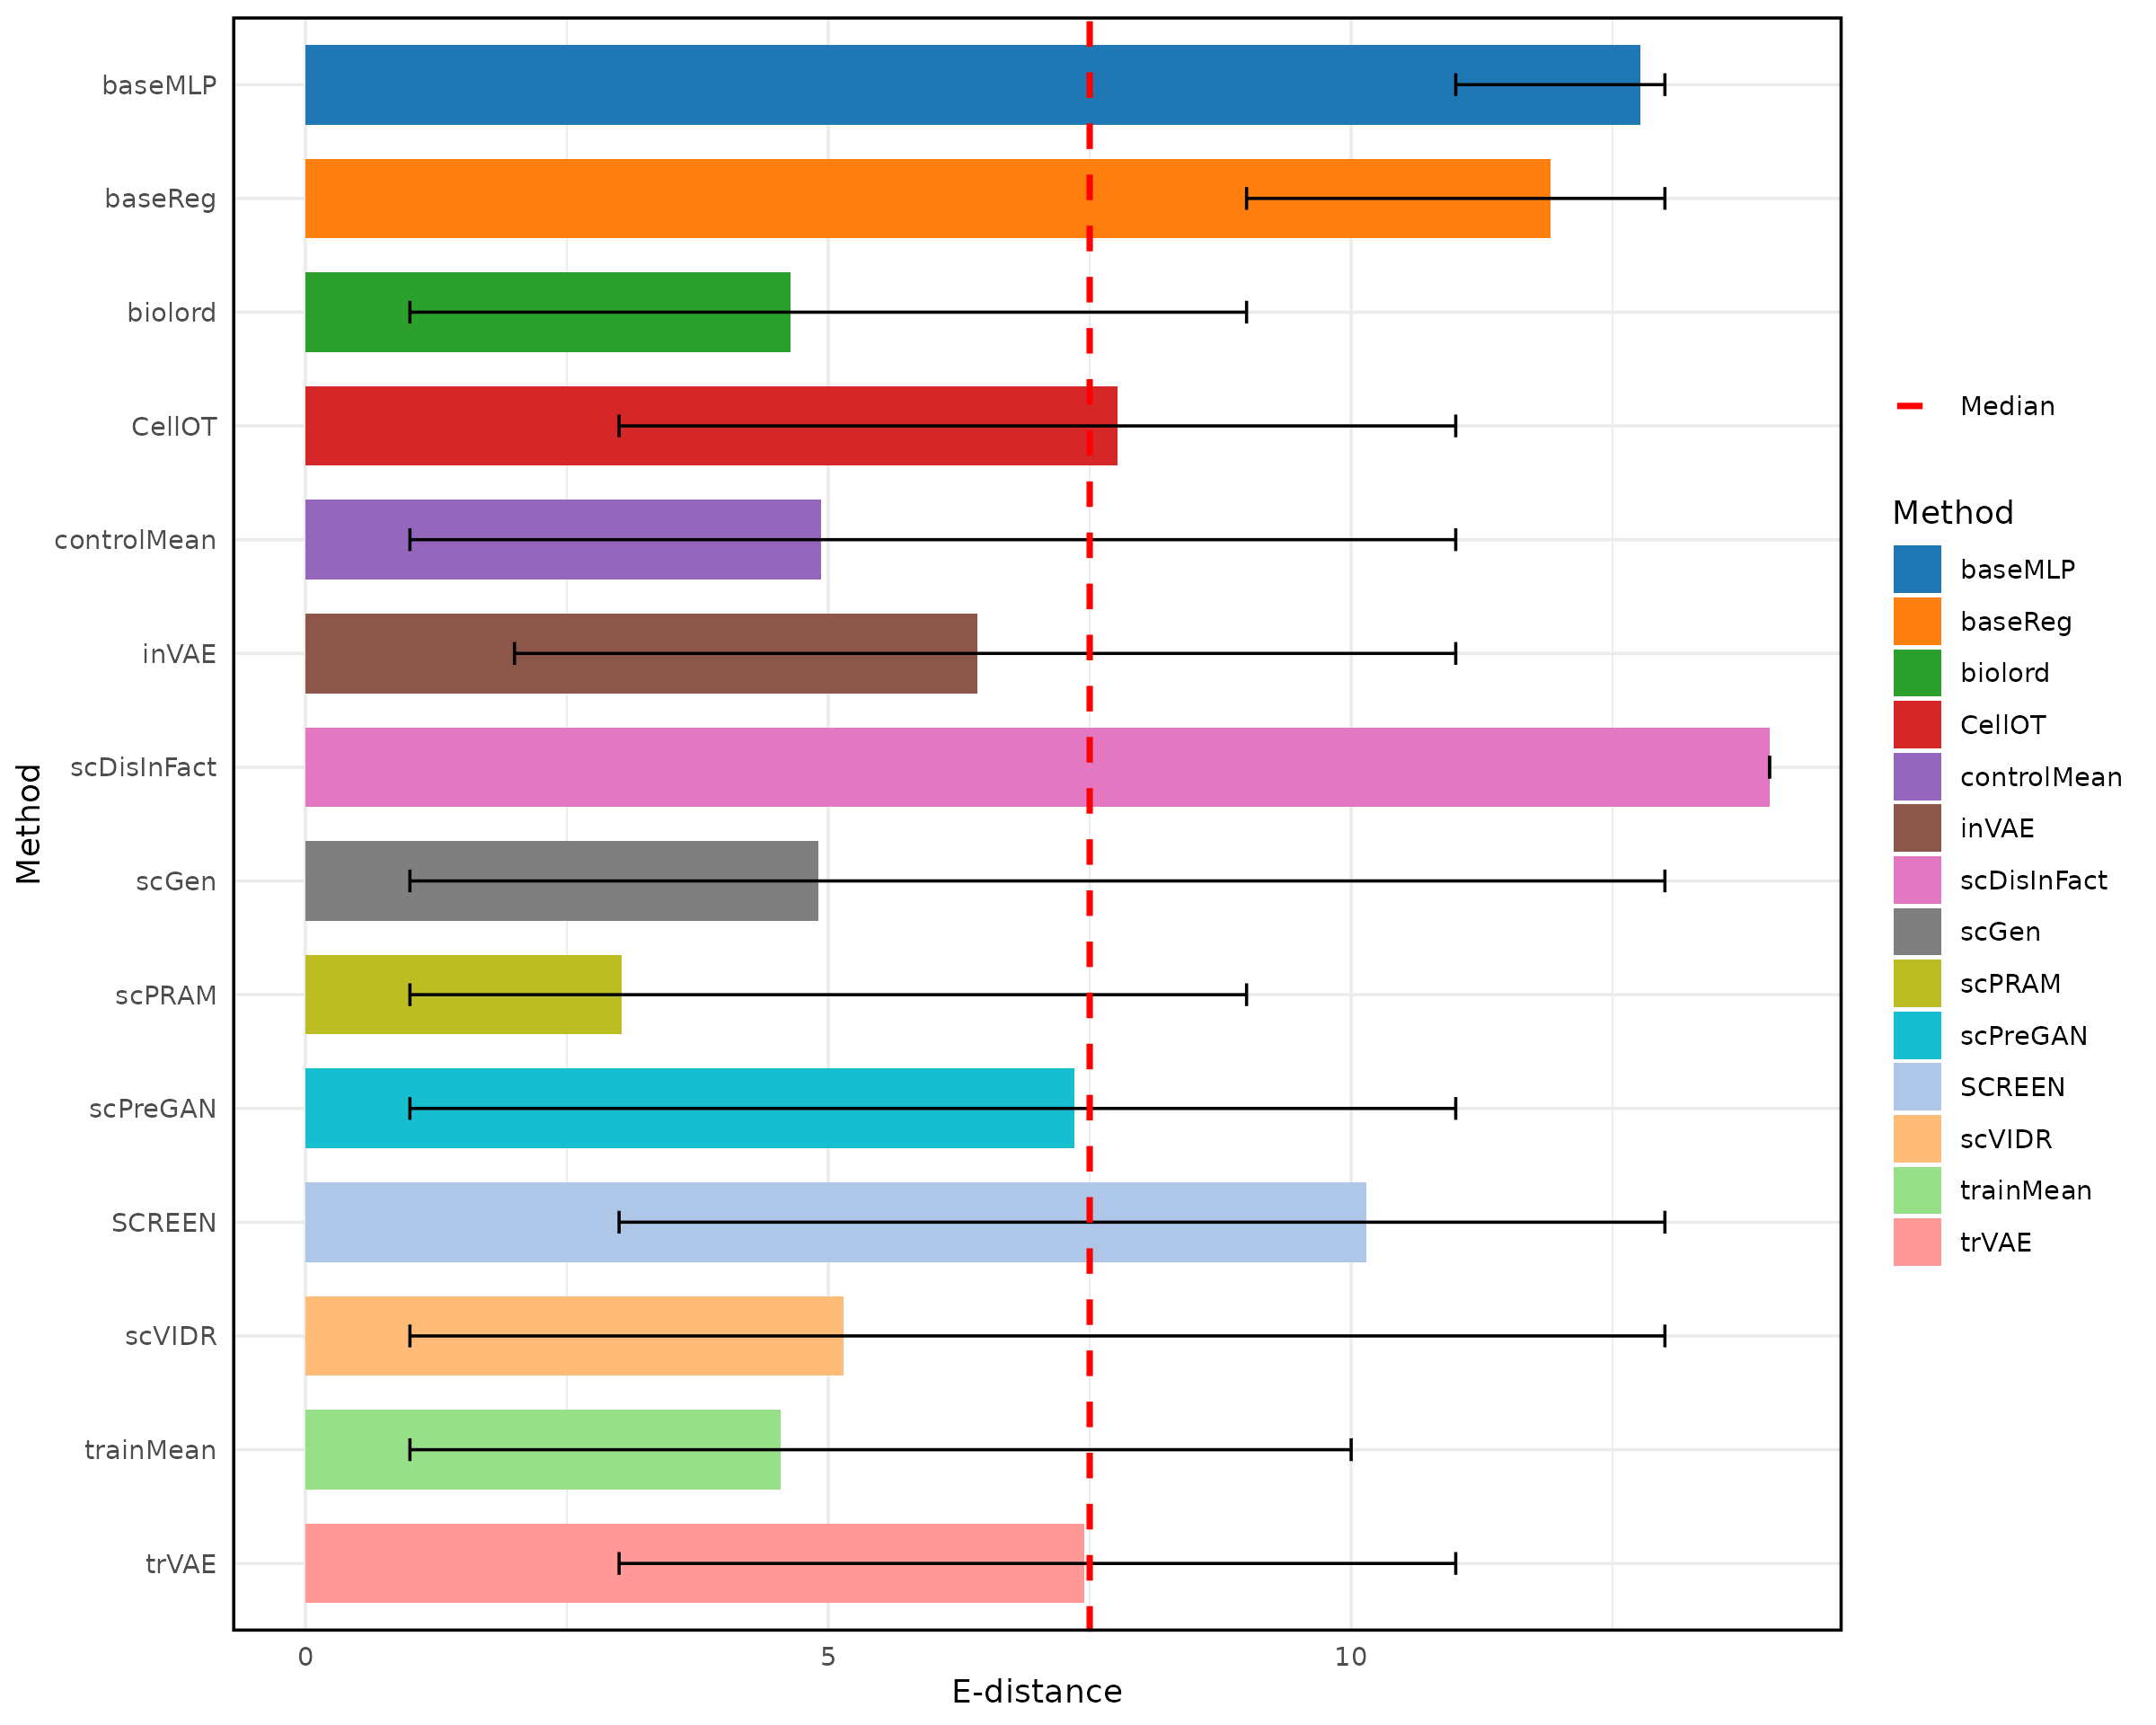 baseMLP
baseReg
biolord
CellOT
controlMean
inVAE
scDisInFact
scGen
scPRAM
scPreGAN
SCREEN
scVIDR
trainMean
trVAE
Method
0 5 10
E-distance
Median
Method
baseMLP
baseReg
biolord
CellOT
controlMean
inVAE
scDisInFact
scGen
scPRAM
scPreGAN
SCREEN
scVIDR
trainMean
trVAE